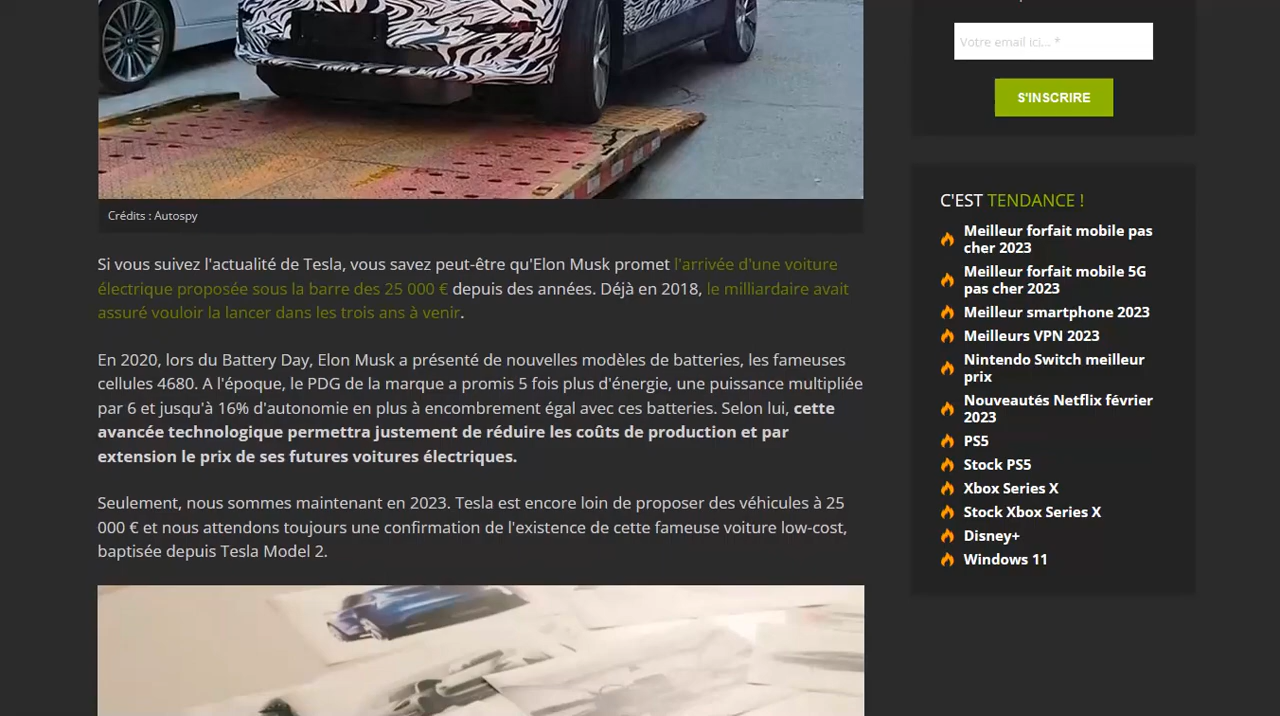 Votre email ici... *
S'INSCRIRE
Crédits : Autospy
Si vous suivez l'actualité de Tesla, vous savez peut-être qu'Elon Musk promet l'arrivée d'une voiture
électrique proposée sous la barre des 25 000 € depuis des années. Déjà en 2018, le milliardaire avait
assuré vouloir la lancer dans les trois ans à venir.
En 2020, lors du Battery Day, Elon Musk a présenté de nouvelles modèles de batteries, les fameuses
cellules 4680. A l'époque, le PDG de la marque a promis 5 fois plus d'énergie, une puissance multipliée
par 6 et jusqu'à 16% d'autonomie en plus à encombrement égal avec ces batteries. Selon lui, cette
avancée technologique permettra justement de réduire les coûts de production et par
extension le prix de ses futures voitures électriques.
Seulement, nous sommes maintenant en 2023. Tesla est encore loin de proposer des véhicules à 25
000 € et nous attendons toujours une confirmation de l'existence de cette fameuse voiture low-cost,
baptisée depuis Tesla Model 2.
C'EST TENDANCE !
Meilleur forfait mobile pas
cher 2023
Meilleur forfait mobile 5G
pas cher 2023
Meilleur smartphone 2023
Meilleurs VPN 2023
Nintendo Switch meilleur
prix
Nouveautés Netflix février
2023
PS5
Stock PS5
Xbox Series X
Stock Xbox Series X
Disney+
Windows 11